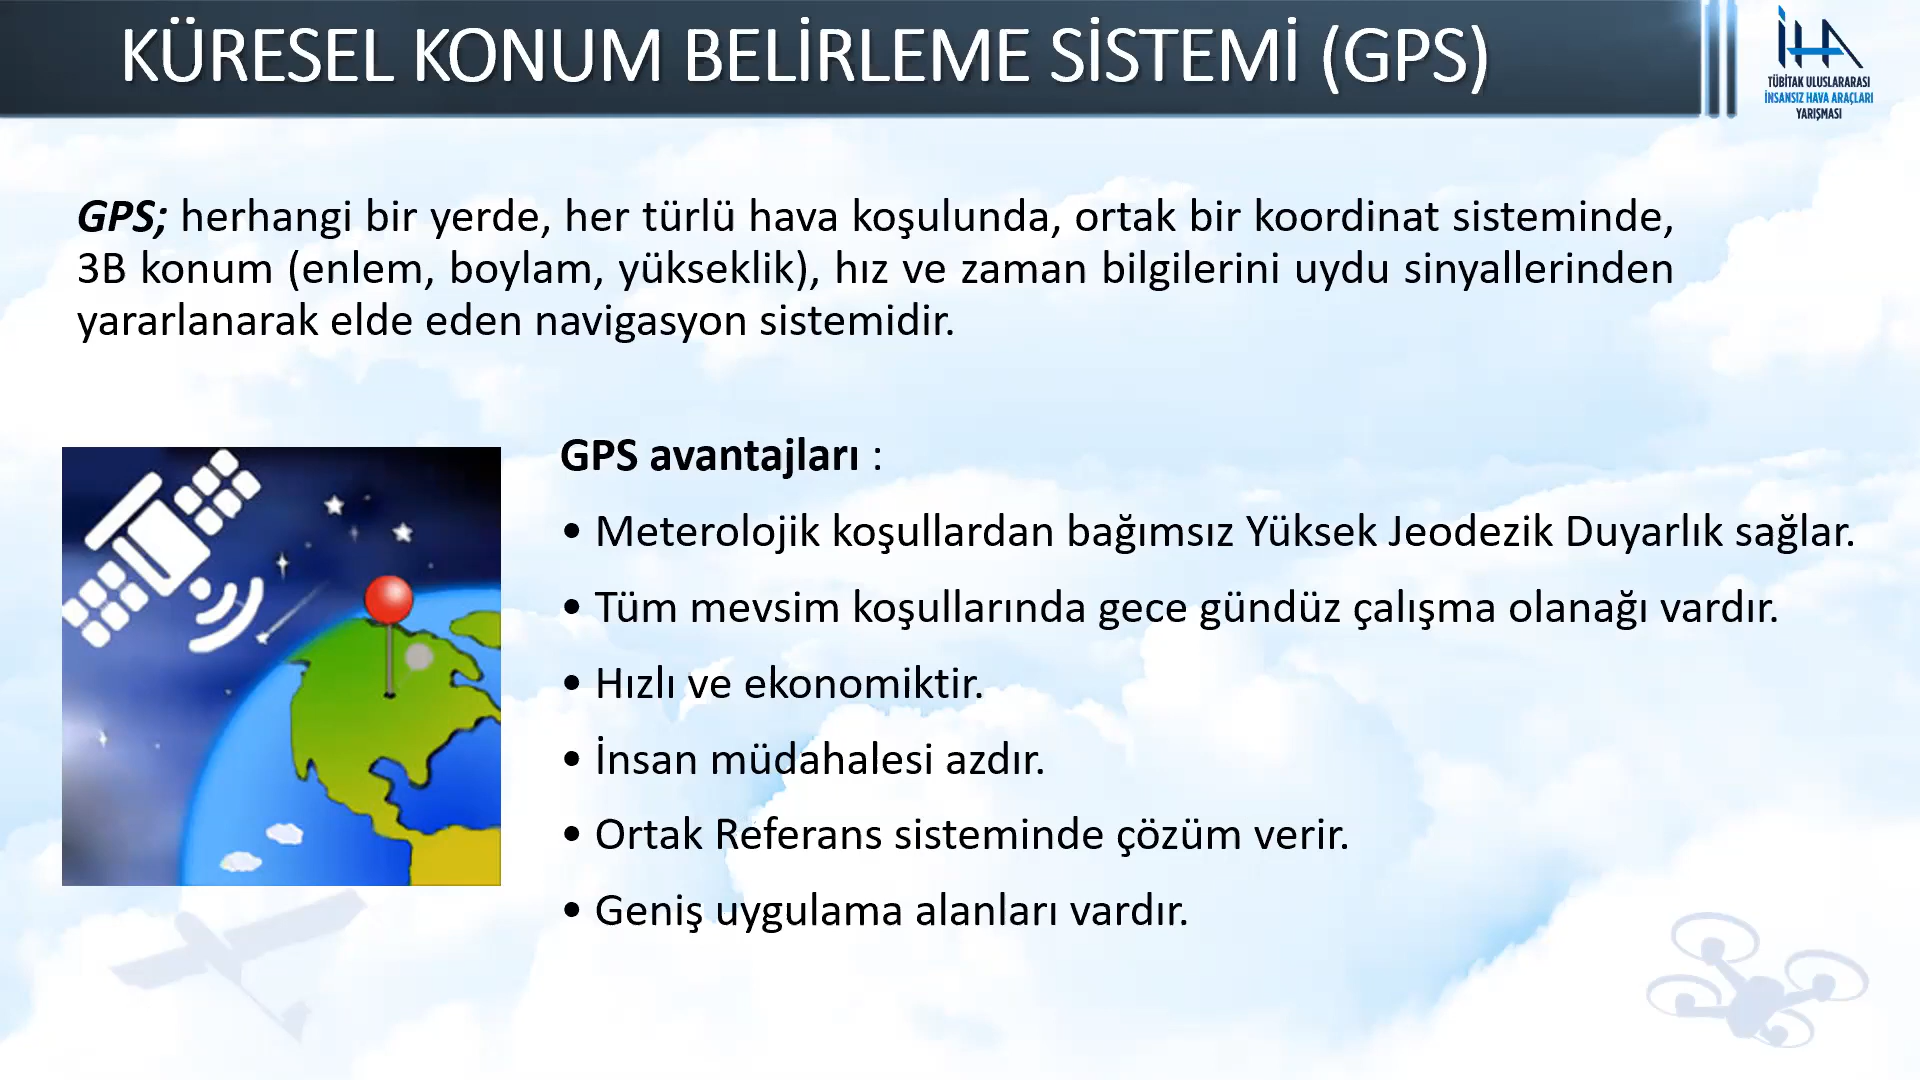 KÜRESEL KONUM BELİRLEME SİSTEMİ (GPS)
İHA
TÜBİTAK ULUSLARARASI
İNSANSIZ HAVA ARAÇLARI
YARIŞMASI
GPS; herhangi bir yerde, her türlü hava koşulunda, ortak bir koordinat sisteminde,
3B konum (enlem, boylam, yükseklik), hız ve zaman bilgilerini uydu sinyallerinden
yararlanarak elde eden navigasyon sistemidir.
GPS avantajları :
• Meterolojik koşullardan bağımsız Yüksek Jeodezik Duyarlık sağlar.
• Tüm mevsim koşullarında gece gündüz çalışma olanağı vardır.
• Hızlı ve ekonomiktir.
• İnsan müdahalesi azdır.
• Ortak Referans sisteminde çözüm verir.
• Geniş uygulama alanları vardır.